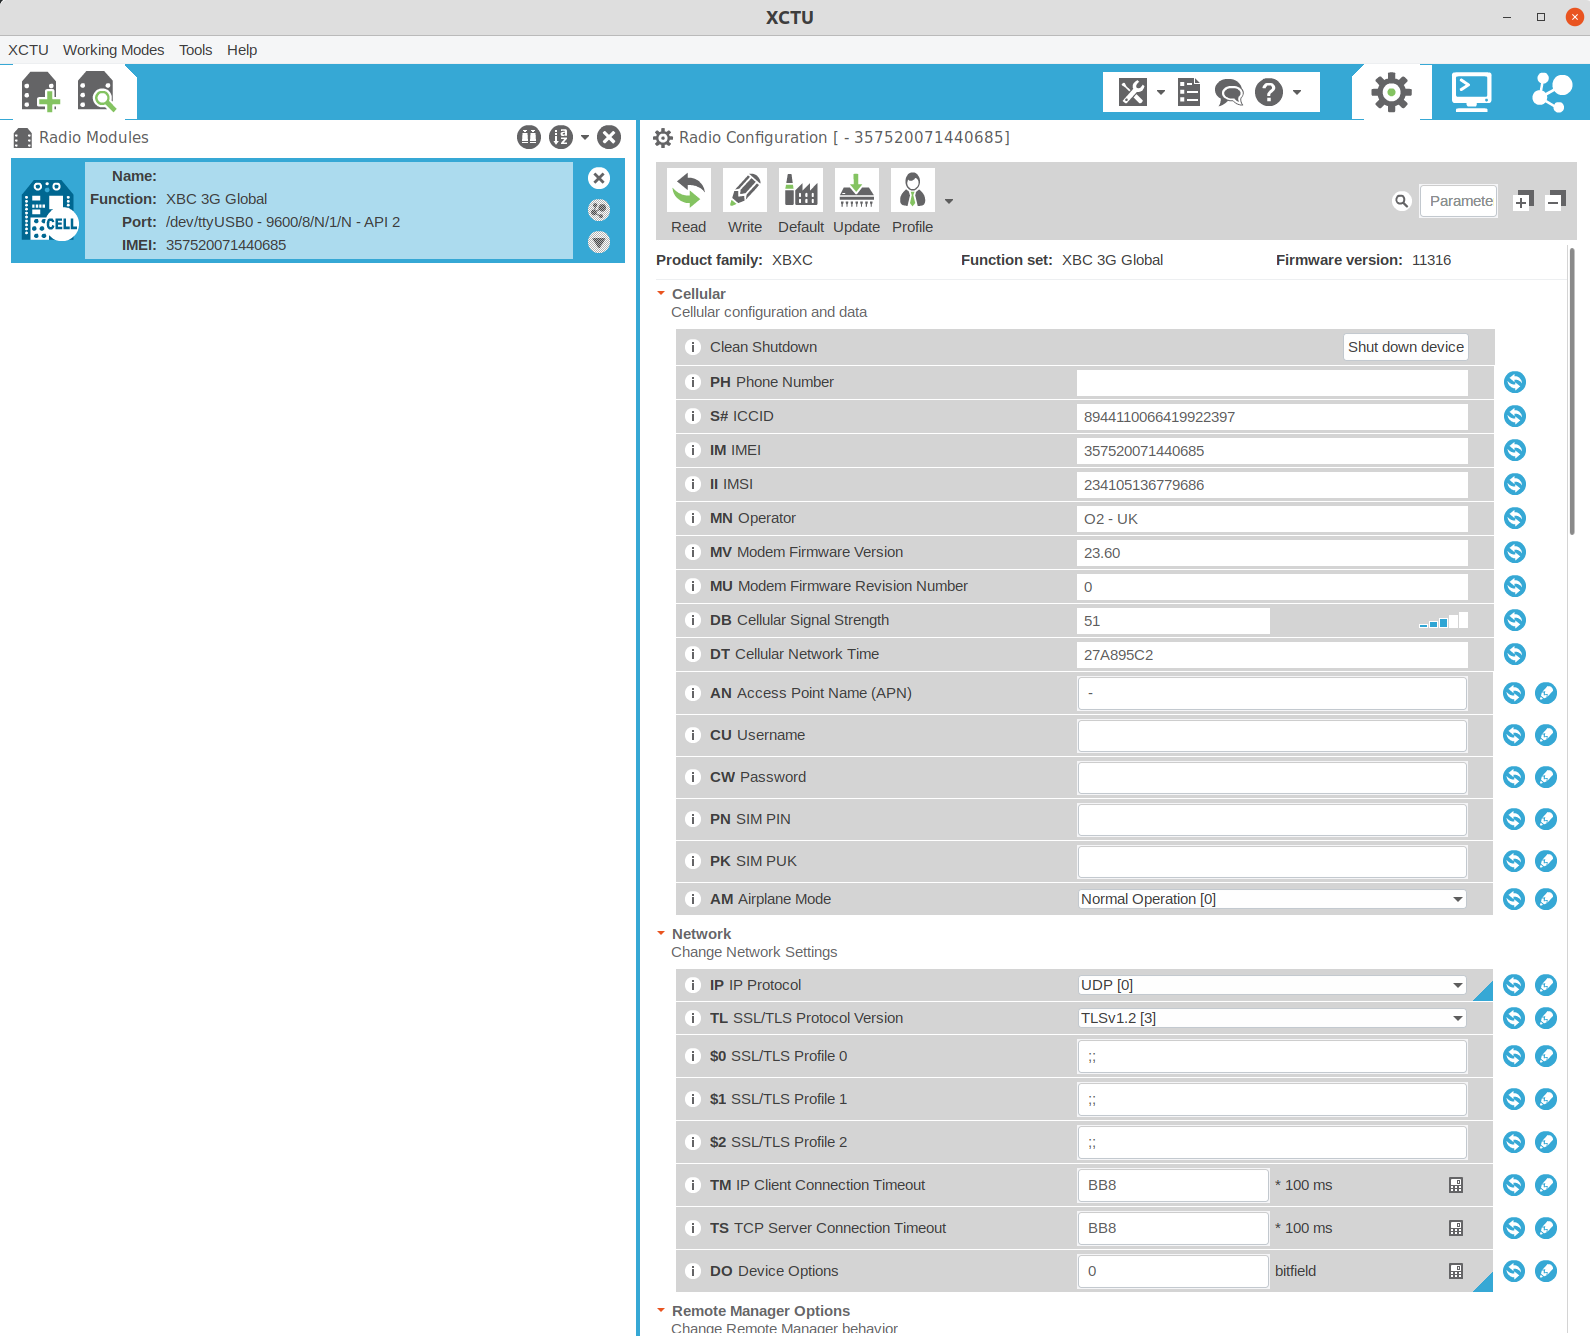 XCTU
XCTU Working Modes Tools Help
Radio Modules
Name:
Function: XBC 3G Global
Port: /dev/ttyUSB0 - 9600/8/N/1/N - API 2
IMEI: 357520071440685
CELL
Radio Configuration [ - 357520071440685]
Read Write Default Update Profile
Paramete
Product family: XBXC Function set: XBC 3G Global Firmware version: 11316
Cellular
Cellular configuration and data
Clean Shutdown Shut down device
PH Phone Number
S# ICCID 8944110066419922397
IM IMEI 357520071440685
II IMSI 234105136779686
MN Operator O2 - UK
MV Modem Firmware Version 23.60
MU Modem Firmware Revision Number 0
DB Cellular Signal Strength 51
DT Cellular Network Time 27A895C2
AN Access Point Name (APN) -
CU Username
CW Password
PN SIM PIN
PK SIM PUK
AM Airplane Mode Normal Operation [0]
Network
Change Network Settings
IP IP Protocol UDP [0]
TL SSL/TLS Protocol Version TLSv1.2 [3]
$0 SSL/TLS Profile 0 ;;
$1 SSL/TLS Profile 1 ;;
$2 SSL/TLS Profile 2 ;;
TM IP Client Connection Timeout BB8 * 100 ms
TS TCP Server Connection Timeout BB8 * 100 ms
DO Device Options 0 bitfield
Remote Manager Options
Change Remote Manager behavior